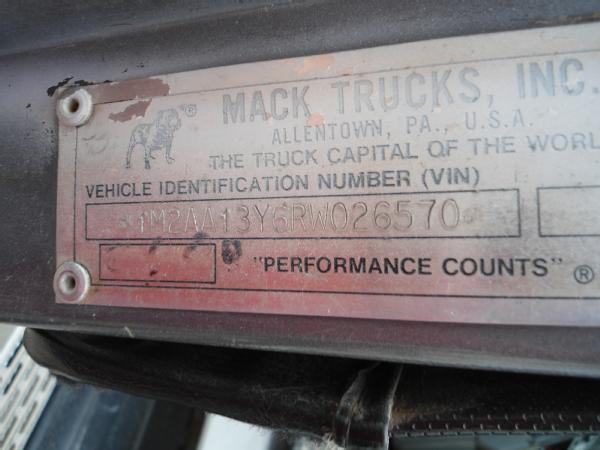 ® MACK TRUCKS, INC.
ALLENTOWN, PA., U.S.A.
THE TRUCK CAPITAL OF THE WORL
VEHICLE IDENTIFICATION NUMBER (VIN)
1M2AA13Y6RW026570
"PERFORMANCE COUNTS" ®